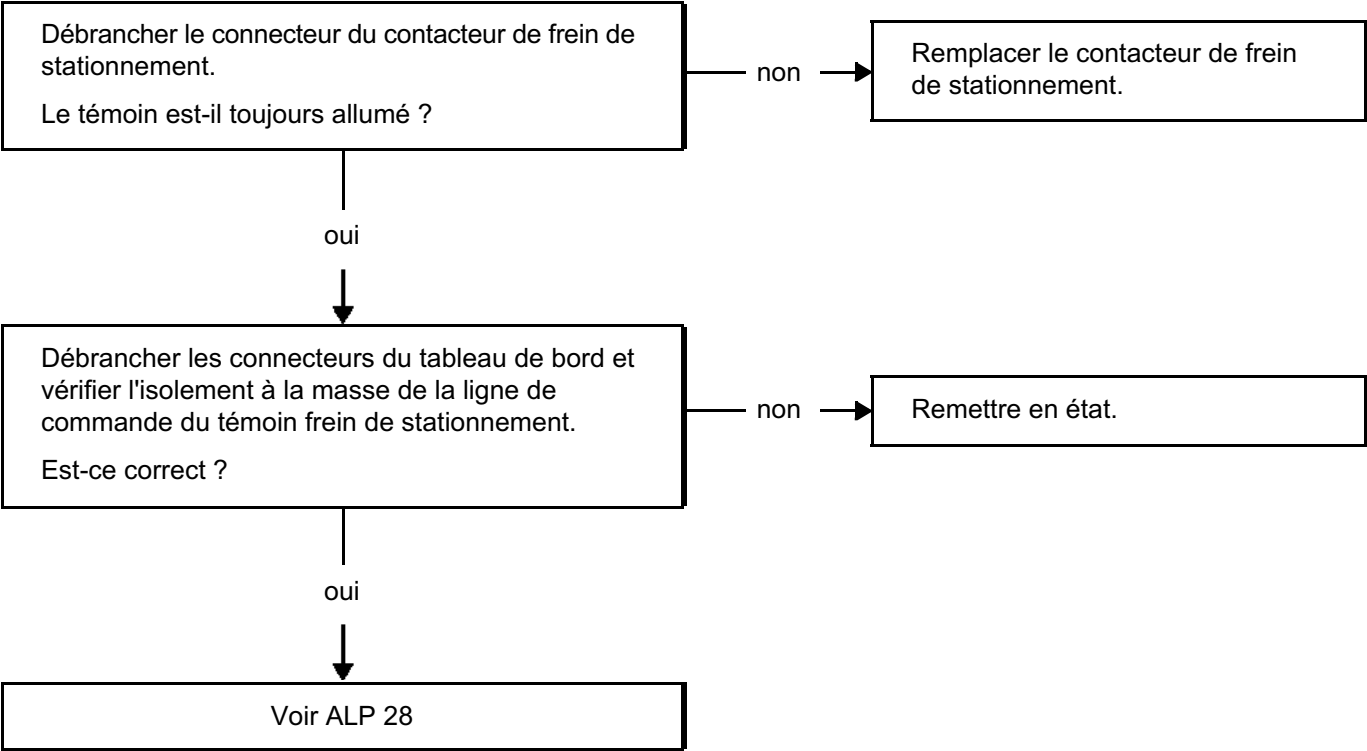 Débrancher le connecteur du contacteur de frein de
stationnement.
Le témoin est-il toujours allumé ?
non
Remplacer le contacteur de frein
de stationnement.
oui
Débrancher les connecteurs du tableau de bord et
vérifier l'isolement à la masse de la ligne de
commande du témoin frein de stationnement.
Est-ce correct ?
non
Remettre en état.
oui
Voir ALP 28